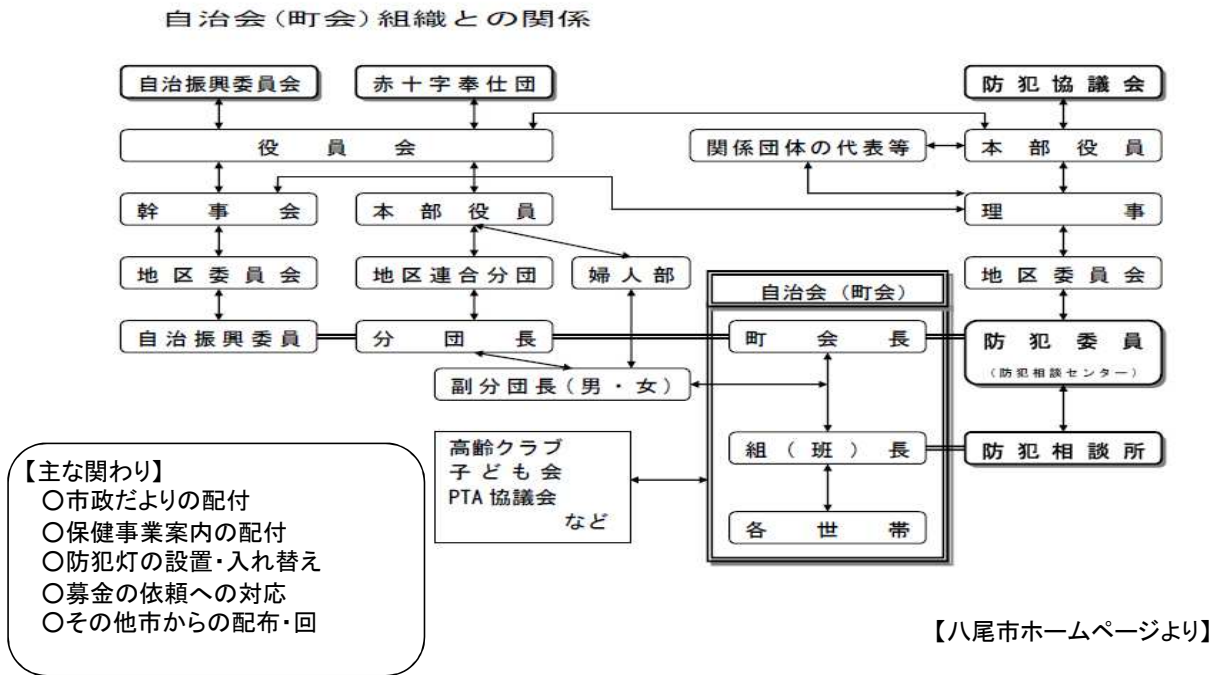 自治会(町会)組織との関係
自治振興委員会
赤十字奉仕団
防犯協議会
役員会
関係団体の代表等
本部役員
幹事会
本部役員
理事
地区委員会
地区連合分団
婦人部
自治会(町会)
地区委員会
自治振興委員
分団長
町会長
防犯委員
(防犯相談センター)
副分団長(男・女)
高齢クラブ
子ども会
PTA協議会
など
組(班)長
防犯相談所
各世帯
【主な関わり】
○市政だよりの配付
○保健事業案内の配付
○防犯灯の設置・入れ替え
○募金の依頼への対応
○その他市からの配布・回
【八尾市ホームページより】